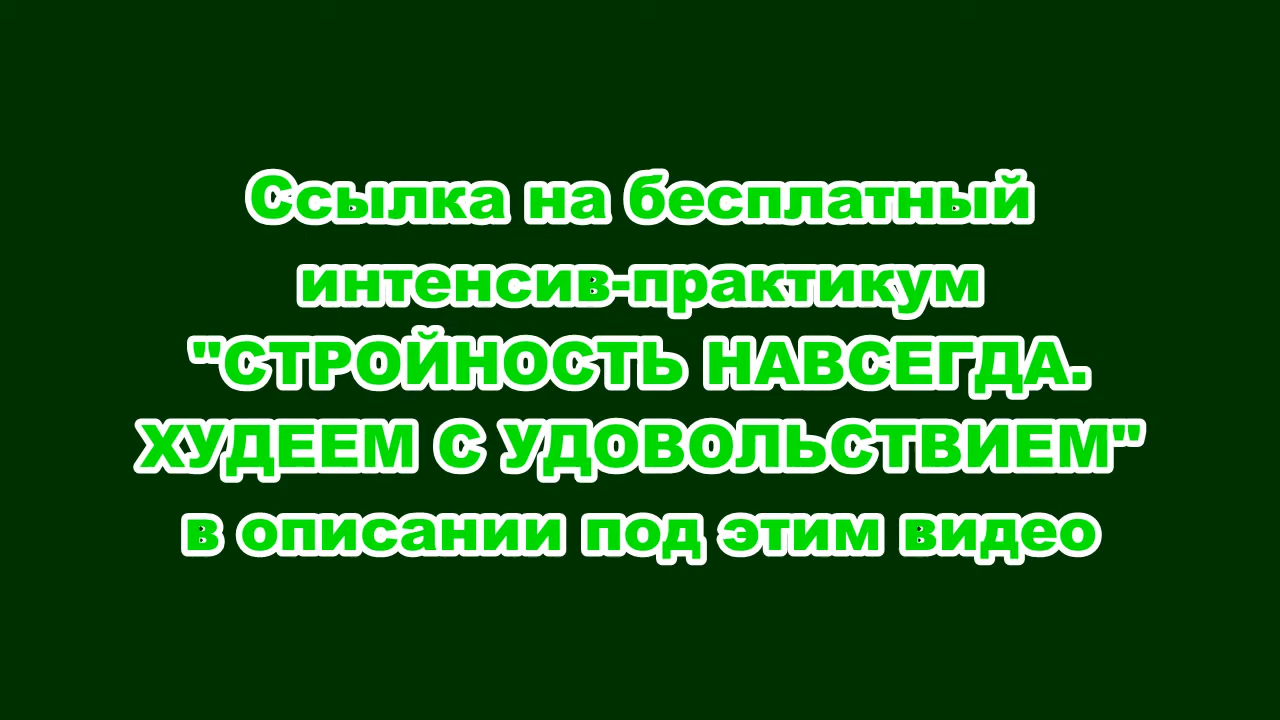 Ссылка на бесплатный
интенсив-практикум
"СТРОЙНОСТЬ НАВСЕГДА.
ХУДЕЕМ С УДОВОЛЬСТВИЕМ"
в описании под этим видео